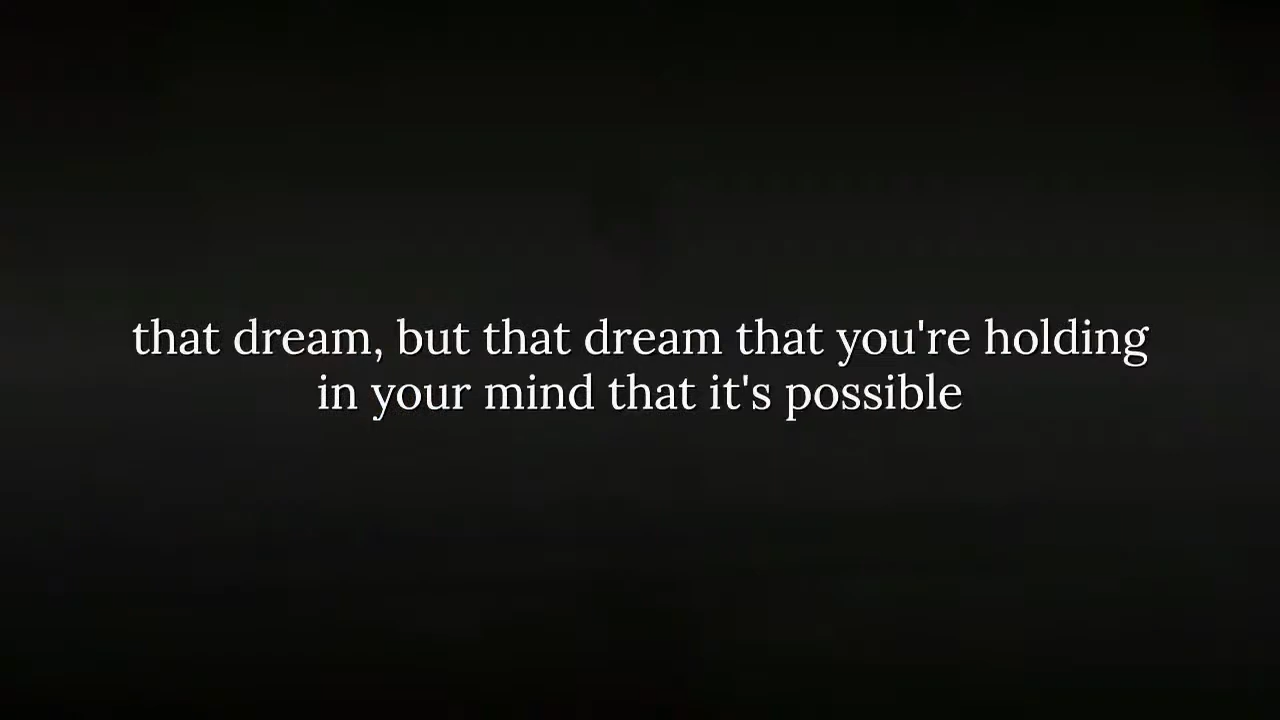 that dream, but that dream that you're holding
in your mind that it's possible